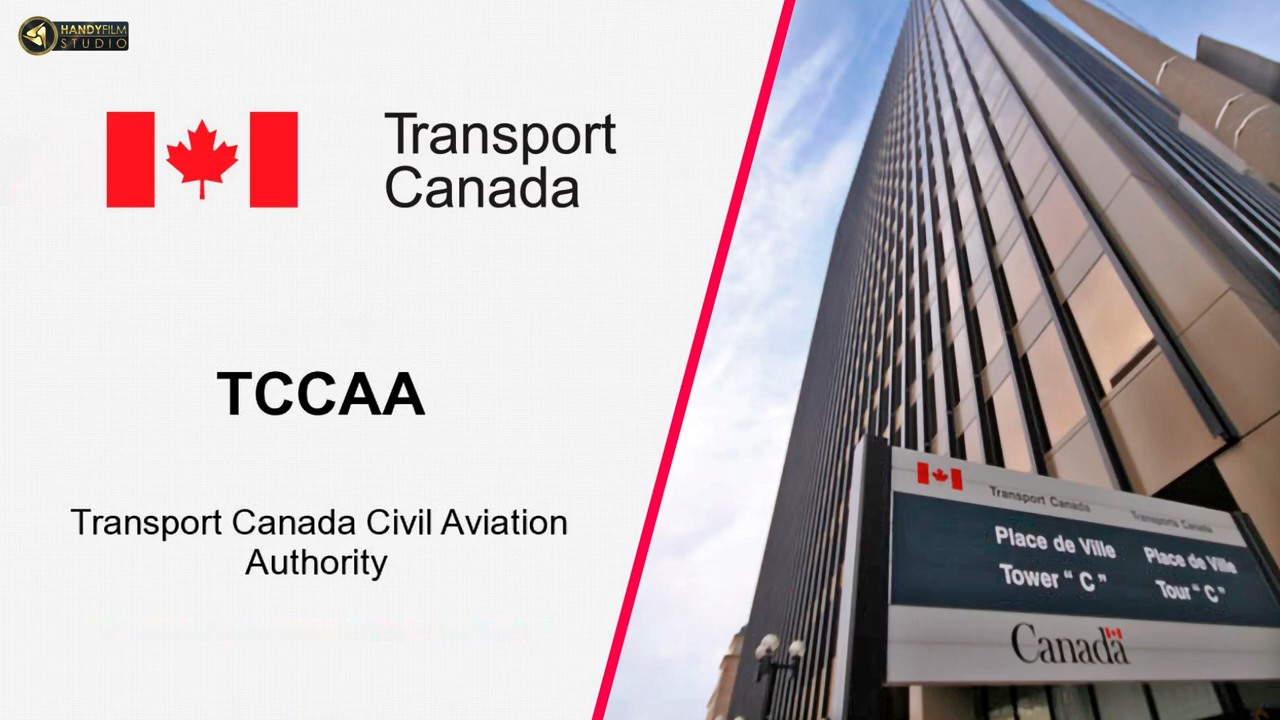 HANDYFILM
STUDIO
Transport
Canada
TCCAA
Transport Canada Civil Aviation
Authority
Transport Canada
Transports Canada
Place de Ville
Tower “ C ”
Place de Ville
Tour “ C ”
Canada